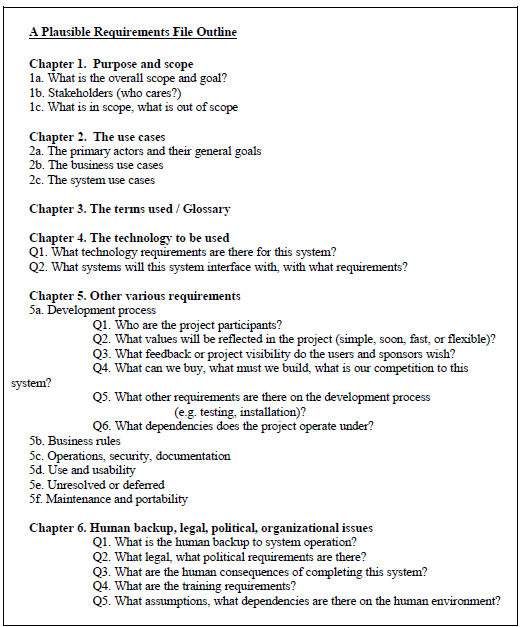 A Plausible Requirements File Outline
Chapter 1.  Purpose and scope
1a. What is the overall scope and goal?
1b. Stakeholders (who cares?)
1c. What is in scope, what is out of scope
Chapter 2.  The use cases
2a. The primary actors and their general goals
2b. The business use cases
2c. The system use cases
Chapter 3. The terms used / Glossary
Chapter 4. The technology to be used
Q1. What technology requirements are there for this system?
Q2. What systems will this system interface with, with what requirements?
Chapter 5. Other various requirements
5a. Development process
Q1. Who are the project participants?
Q2. What values will be reflected in the project (simple, soon, fast, or flexible)?
Q3. What feedback or project visibility do the users and sponsors wish?
Q4. What can we buy, what must we build, what is our competition to this
system?
Q5. What other requirements are there on the development process
(e.g. testing, installation)?
Q6. What dependencies does the project operate under?
5b. Business rules
5c. Operations, security, documentation
5d. Use and usability
5e. Unresolved or deferred
5f. Maintenance and portability
Chapter 6. Human backup, legal, political, organizational issues
Q1. What is the human backup to system operation?
Q2. What legal, what political requirements are there?
Q3. What are the human consequences of completing this system?
Q4. What are the training requirements?
Q5. What assumptions, what dependencies are there on the human environment?